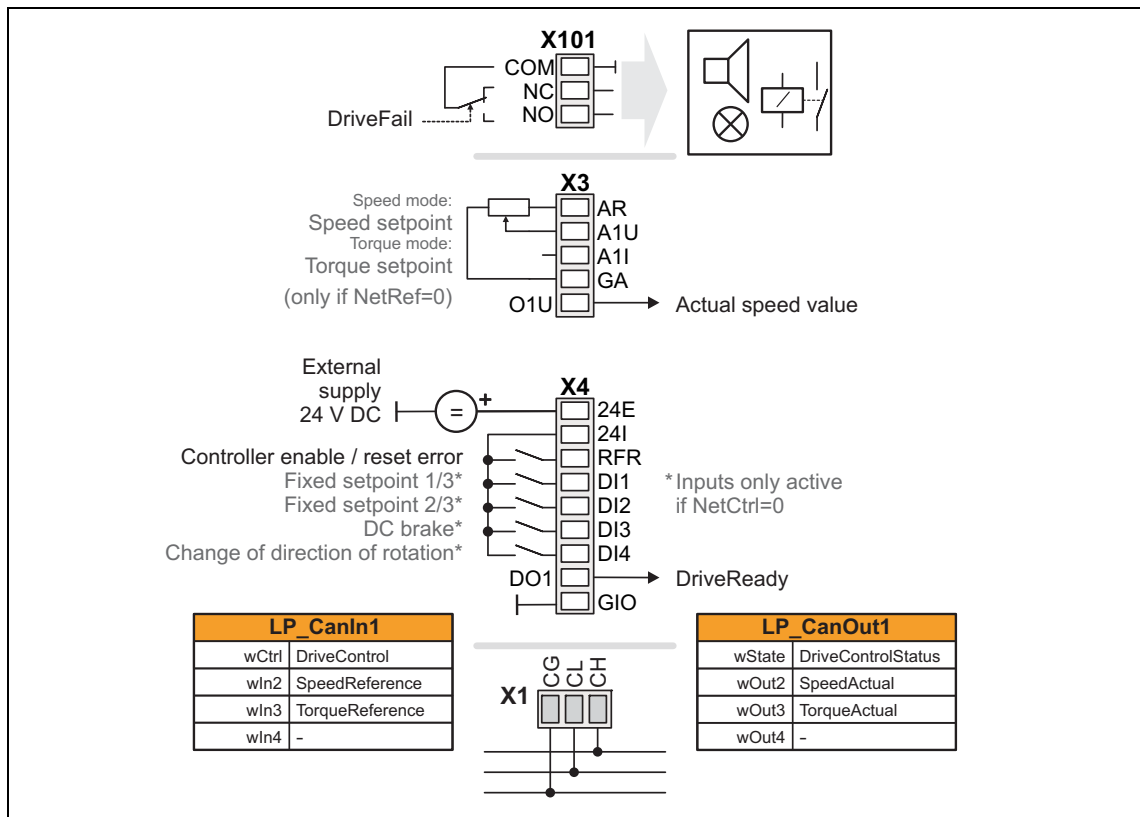 X101
COM
NC
NO
DriveFail
X3
Speed mode:
Speed setpoint
Torque mode:
Torque setpoint
(only if NetRef=0)
AR
A1U
A1I
GA
O1U
Actual speed value
External
supply
24 V DC
=
+
X4
24E
24I
Controller enable / reset error
RFR
Fixed setpoint 1/3*
DI1
Fixed setpoint 2/3*
DI2
DC brake*
DI3
Change of direction of rotation*
DI4
*Inputs only active
if NetCtrl=0
DO1
DriveReady
GIO
LP_CanIn1
wCtrl DriveControl
wIn2 SpeedReference
wIn3 TorqueReference
wIn4 -
X1
CG
CL
CH
LP_CanOut1
wState DriveControlStatus
wOut2 SpeedActual
wOut3 TorqueActual
wOut4 -